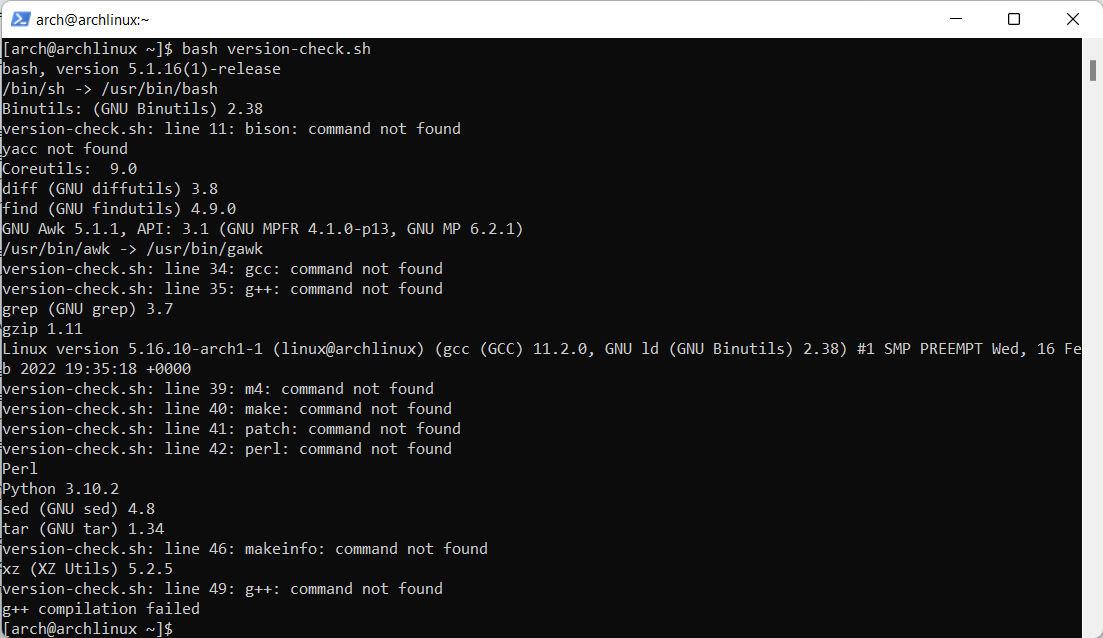 arch@archlinux:~
[arch@archlinux ~]$ bash version-check.sh
bash, version 5.1.16(1)-release
/bin/sh -> /usr/bin/bash
Binutils: (GNU Binutils) 2.38
version-check.sh: line 11: bison: command not found
yacc not found
Coreutils:  9.0
diff (GNU diffutils) 3.8
find (GNU findutils) 4.9.0
GNU Awk 5.1.1, API: 3.1 (GNU MPFR 4.1.0-p13, GNU MP 6.2.1)
/usr/bin/awk -> /usr/bin/gawk
version-check.sh: line 34: gcc: command not found
version-check.sh: line 35: g++: command not found
grep (GNU grep) 3.7
gzip 1.11
Linux version 5.16.10-arch1-1 (linux@archlinux) (gcc (GCC) 11.2.0, GNU ld (GNU Binutils) 2.38) #1 SMP PREEMPT Wed, 16 Fe
b 2022 19:35:18 +0000
version-check.sh: line 39: m4: command not found
version-check.sh: line 40: make: command not found
version-check.sh: line 41: patch: command not found
version-check.sh: line 42: perl: command not found
Perl
Python 3.10.2
sed (GNU sed) 4.8
tar (GNU tar) 1.34
version-check.sh: line 46: makeinfo: command not found
xz (XZ Utils) 5.2.5
version-check.sh: line 49: g++: command not found
g++ compilation failed
[arch@archlinux ~]$